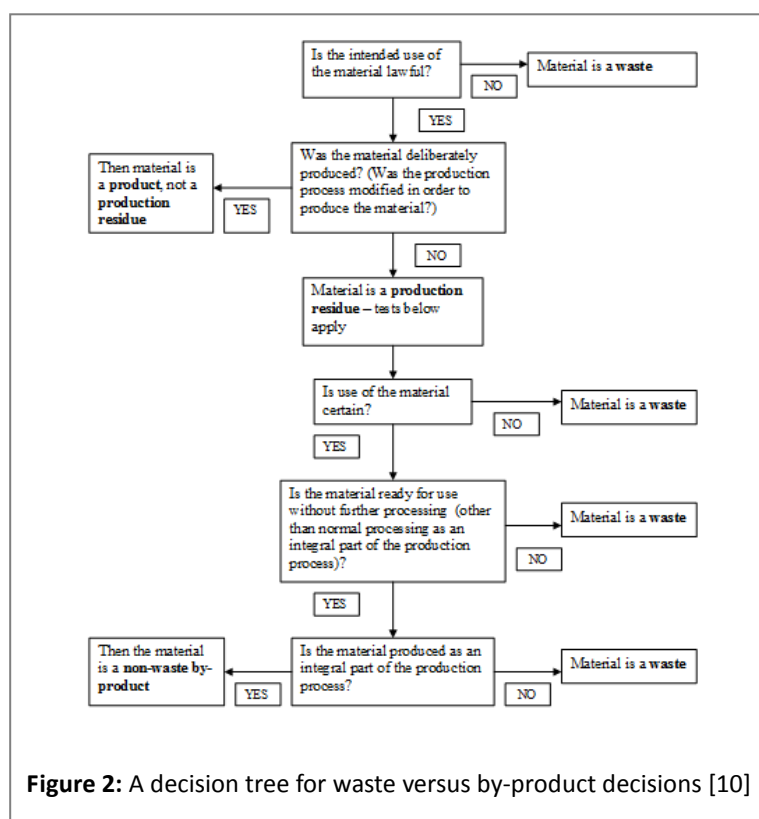 Is the intended use of
the material lawful?
NO
Material is a waste
YES
Was the material deliberately
produced? (Was the production
process modified in order to
produce the material?)
Then material is
a product, not a
production
residue
YES
NO
Material is a production
residue – tests below
apply
Is use of the material
certain?
NO
Material is a waste
YES
Is the material ready for use
without further processing (other
than normal processing as an
integral part of the production
process)?
NO
Material is a waste
YES
Is the material produced as an
integral part of the production
process?
Then the material
is a non-waste by-
product
YES
NO
Material is a waste
Figure 2: A decision tree for waste versus by-product decisions [10]